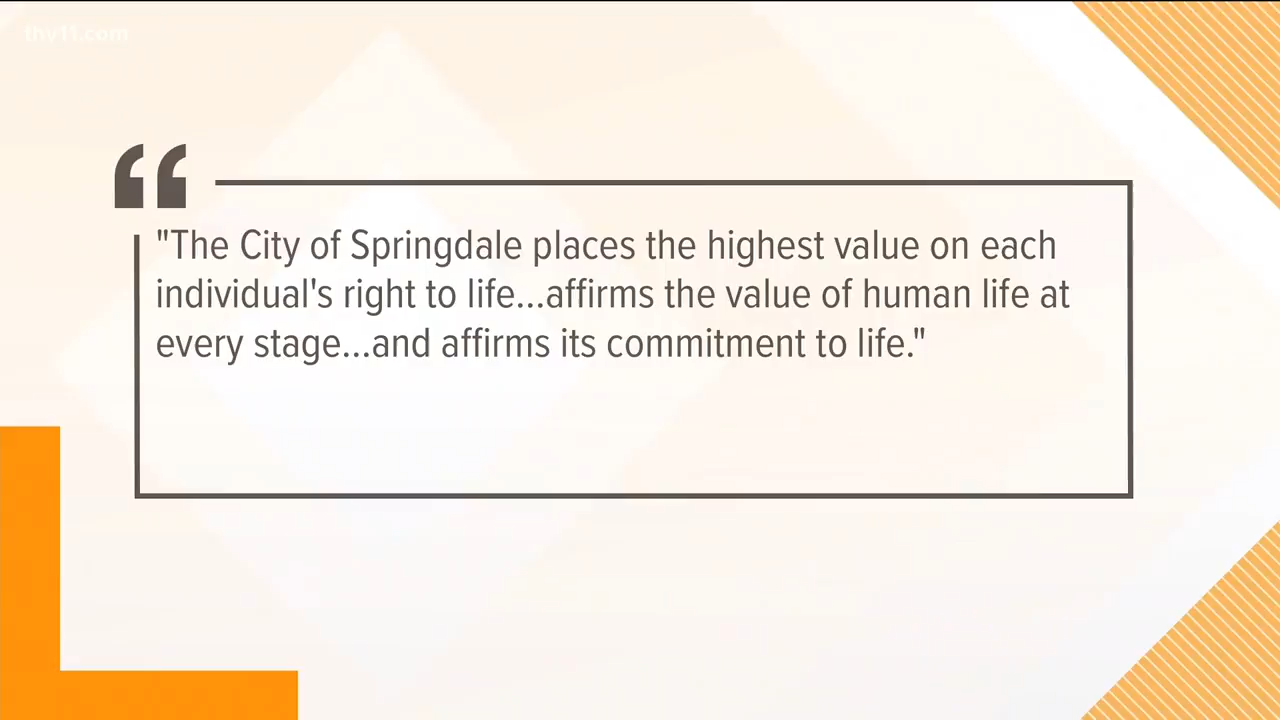 thv11.com
"The City of Springdale places the highest value on each
individual's right to life...affirms the value of human life at
every stage...and affirms its commitment to life."